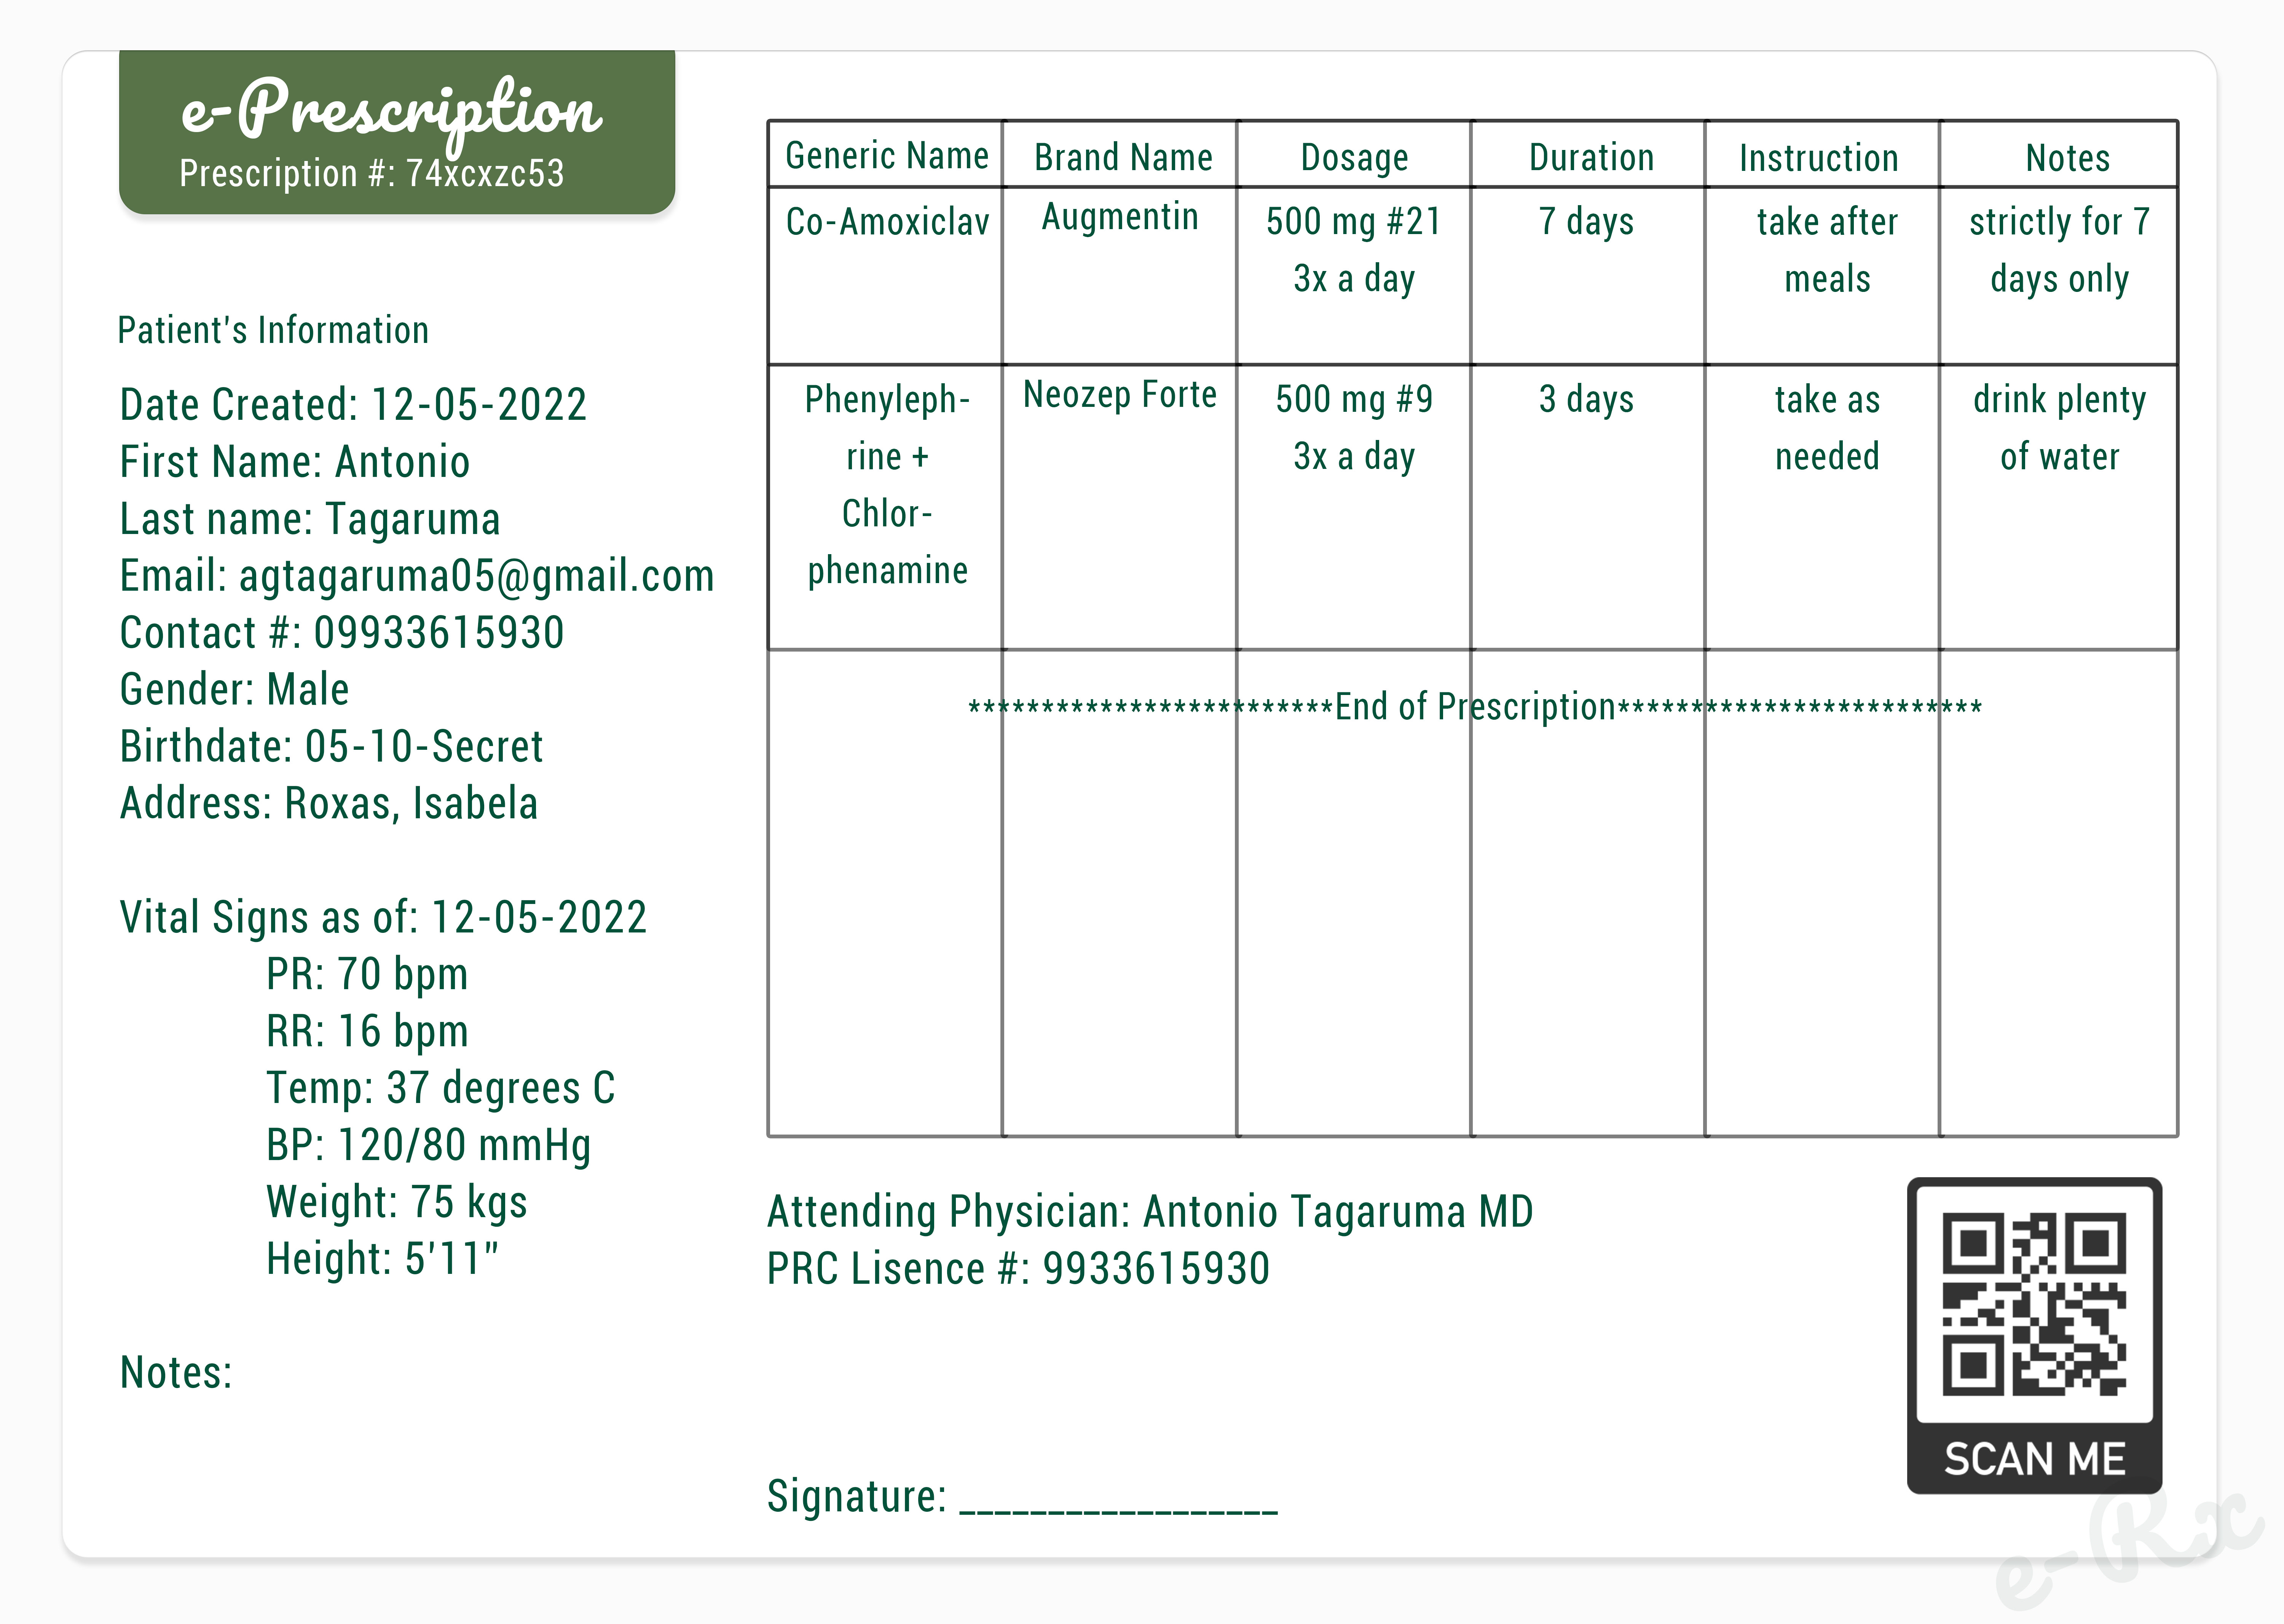 e-Prescription
Prescription #: 74xcxzc53
Patient's Information
Date Created: 12-05-2022
First Name: Antonio
Last name: Tagaruma
Email: agtagaruma05@gmail.com
Contact #: 09933615930
Gender: Male
Birthdate: 05-10-Secret
Address: Roxas, Isabela
Vital Signs as of: 12-05-2022
PR: 70 bpm
RR: 16 bpm
Temp: 37 degrees C
BP: 120/80 mmHg
Weight: 75 kgs
Height: 5'11"
Notes:
Generic Name Brand Name Dosage Duration Instruction Notes
Co-Amoxiclav Augmentin 500 mg #21 7 days take after strictly for 7
3x a day meals days only
Phenyleph- Neozep Forte 500 mg #9 3 days take as drink plenty
rine + 3x a day needed of water
Chlor-
phenamine
*************************End of Prescription*************************
Attending Physician: Antonio Tagaruma MD
PRC Lisence #: 9933615930
Signature: __________________
SCAN ME
e-Rx